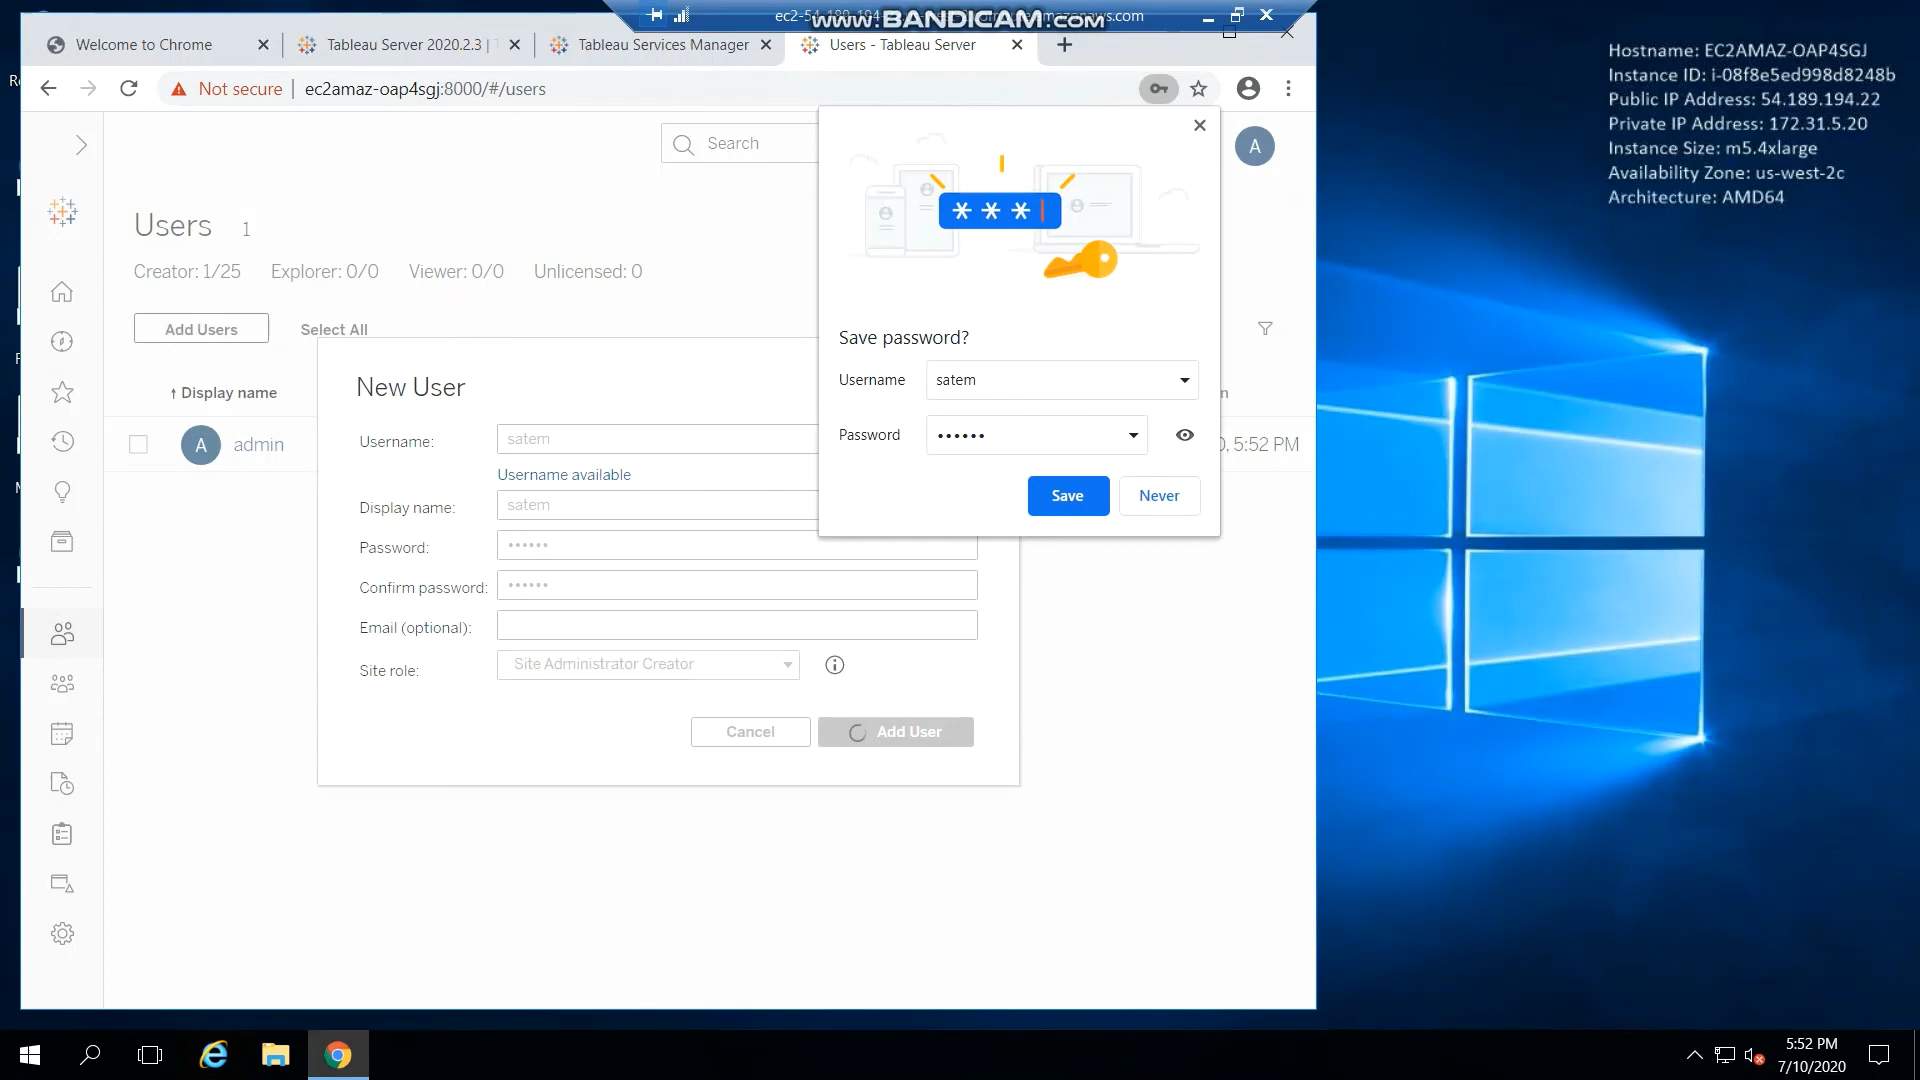 www.BANDICAM.com
Welcome to Chrome
Tableau Server 2020.2.3 |
Tableau Services Manager
Users - Tableau Server
Not secure
ec2amaz-oap4sgj:8000/#/users
Hostname: EC2AMAZ-OAP4SGJ
Instance ID: i-08f8e5ed998d8248b
Public IP Address: 54.189.194.22
Private IP Address: 172.31.5.20
Instance Size: m5.4xlarge
Availability Zone: us-west-2c
Architecture: AMD64
Search
A
Users 1
Creator: 1/25 Explorer: 0/0 Viewer: 0/0 Unlicensed: 0
Add Users Select All
↑ Display name
A admin
, 5:52 PM
Save password?
Username satem
Password ••••••
Save Never
New User
Username: satem
Username available
Display name: satem
Password: ••••••
Confirm password: ••••••
Email (optional):
Site role: Site Administrator Creator
Cancel Add User
5:52 PM
7/10/2020